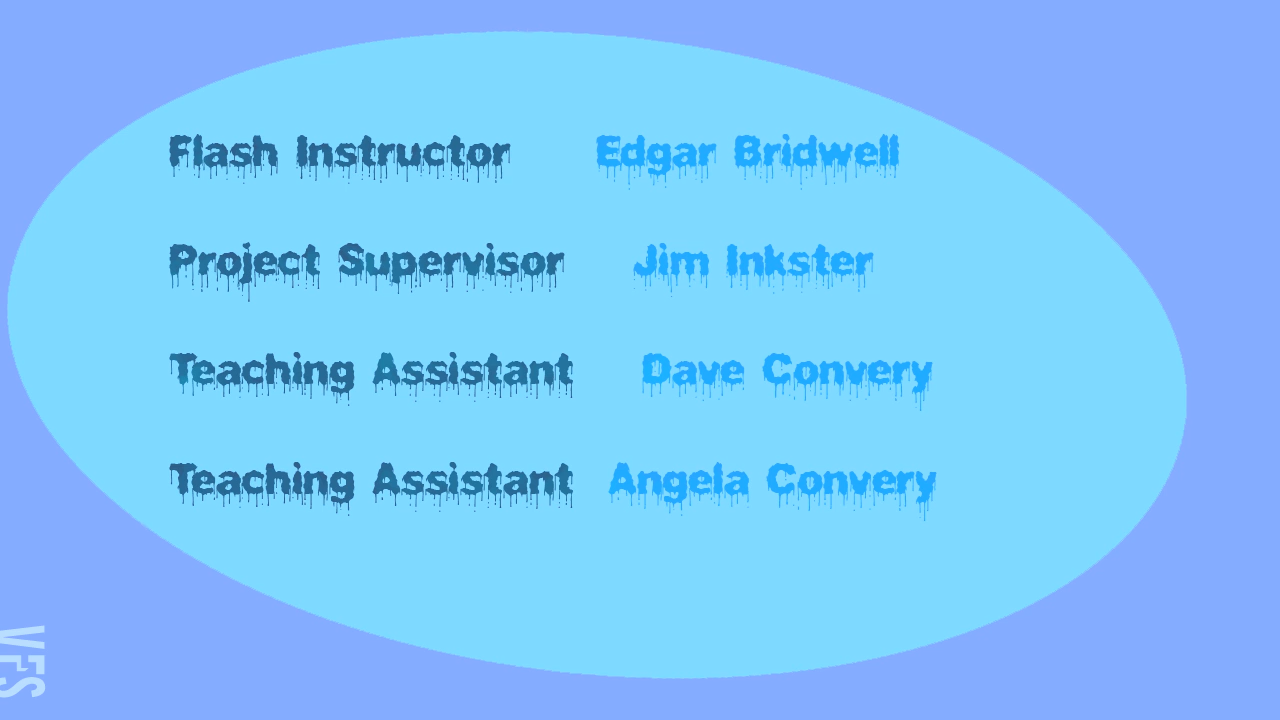 Flash Instructor Edgar Bridwell
Project Supervisor Jim Inkster
Teaching Assistant Dave Convery
Teaching Assistant Angela Convery
VFS